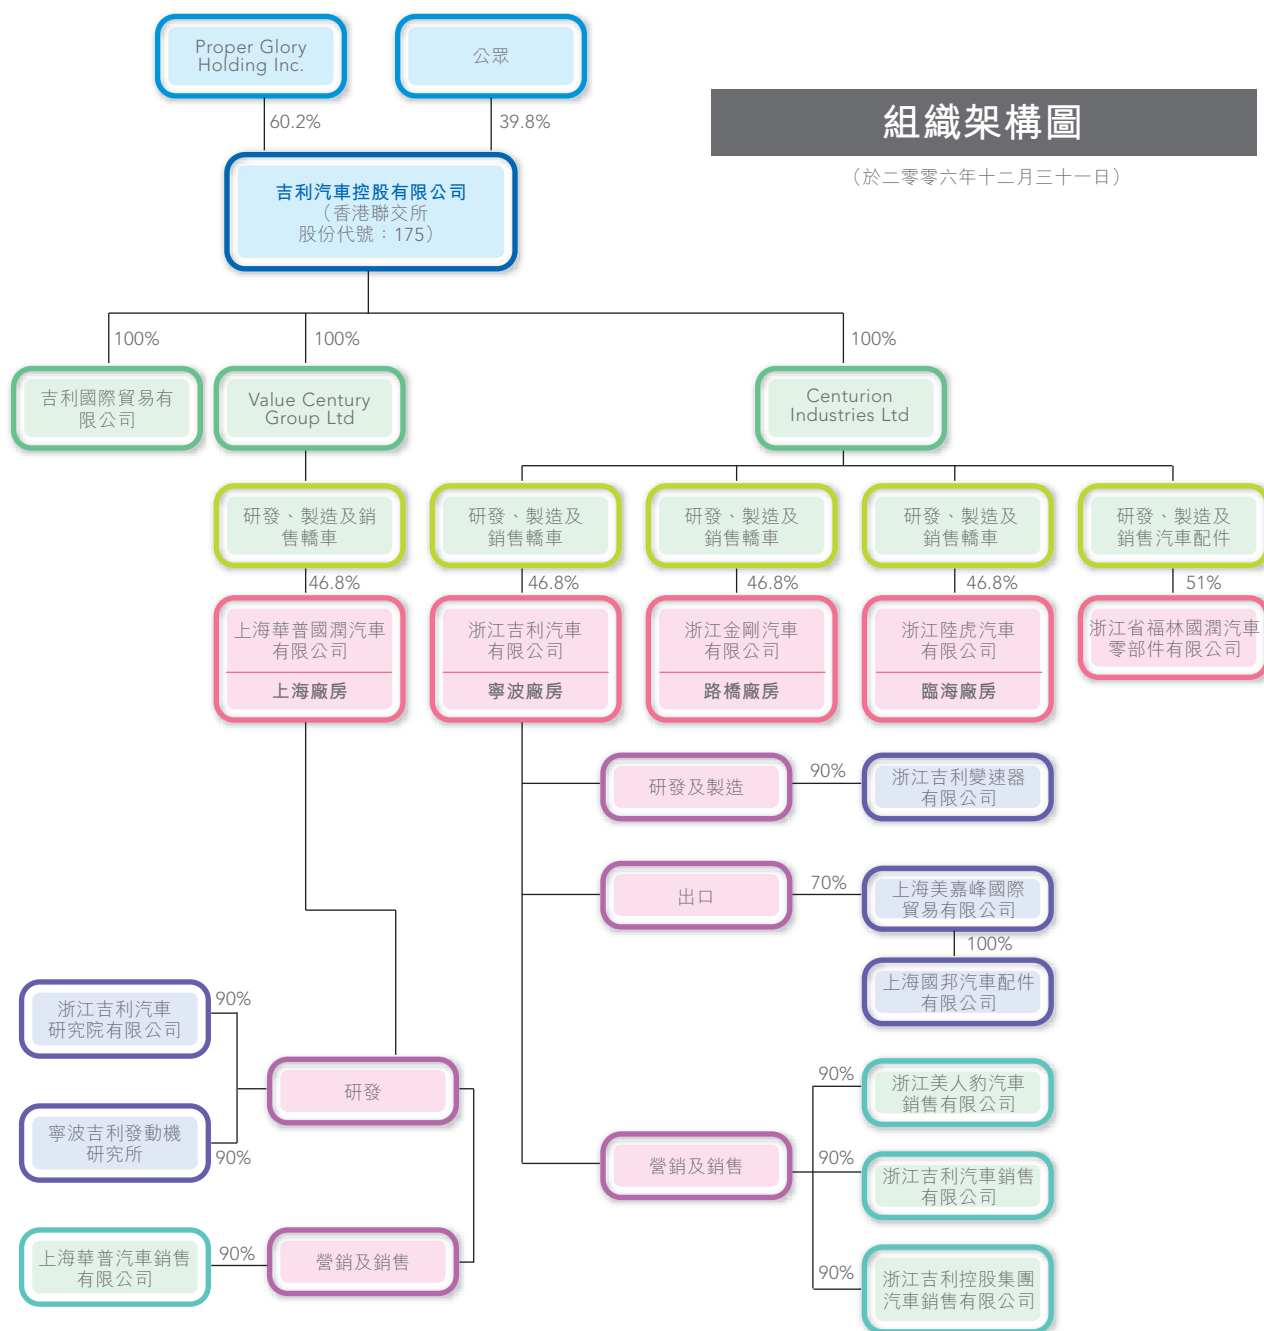 Proper Glory
Holding Inc.
公眾
60.2%
39.8%
組織架構圖
（於二零零六年十二月三十一日）
吉利汽車控股有限公司
（香港聯交所
股份代號：175）
100%
100%
100%
吉利國際貿易有
限公司
Value Century
Group Ltd
Centurion
Industries Ltd
研發、製造及銷
售轎車
研發、製造及
銷售轎車
研發、製造及
銷售轎車
研發、製造及
銷售轎車
研發、製造及
銷售汽車配件
46.8%
46.8%
46.8%
46.8%
51%
上海華普國潤汽車
有限公司
上海廠房
浙江吉利汽車
有限公司
寧波廠房
浙江金剛汽車
有限公司
路橋廠房
浙江陸虎汽車
有限公司
臨海廠房
浙江省福林國潤汽車
零部件有限公司
研發及製造
90%
浙江吉利變速器
有限公司
出口
70%
上海美嘉峰國際
貿易有限公司
100%
上海國邦汽車配件
有限公司
浙江吉利汽車
研究院有限公司
90%
研發
寧波吉利發動機
研究所
90%
90%
浙江美人豹汽車
銷售有限公司
營銷及銷售
90%
浙江吉利汽車銷售
有限公司
上海華普汽車銷售
有限公司
90%
營銷及銷售
90%
浙江吉利控股集團
汽車銷售有限公司